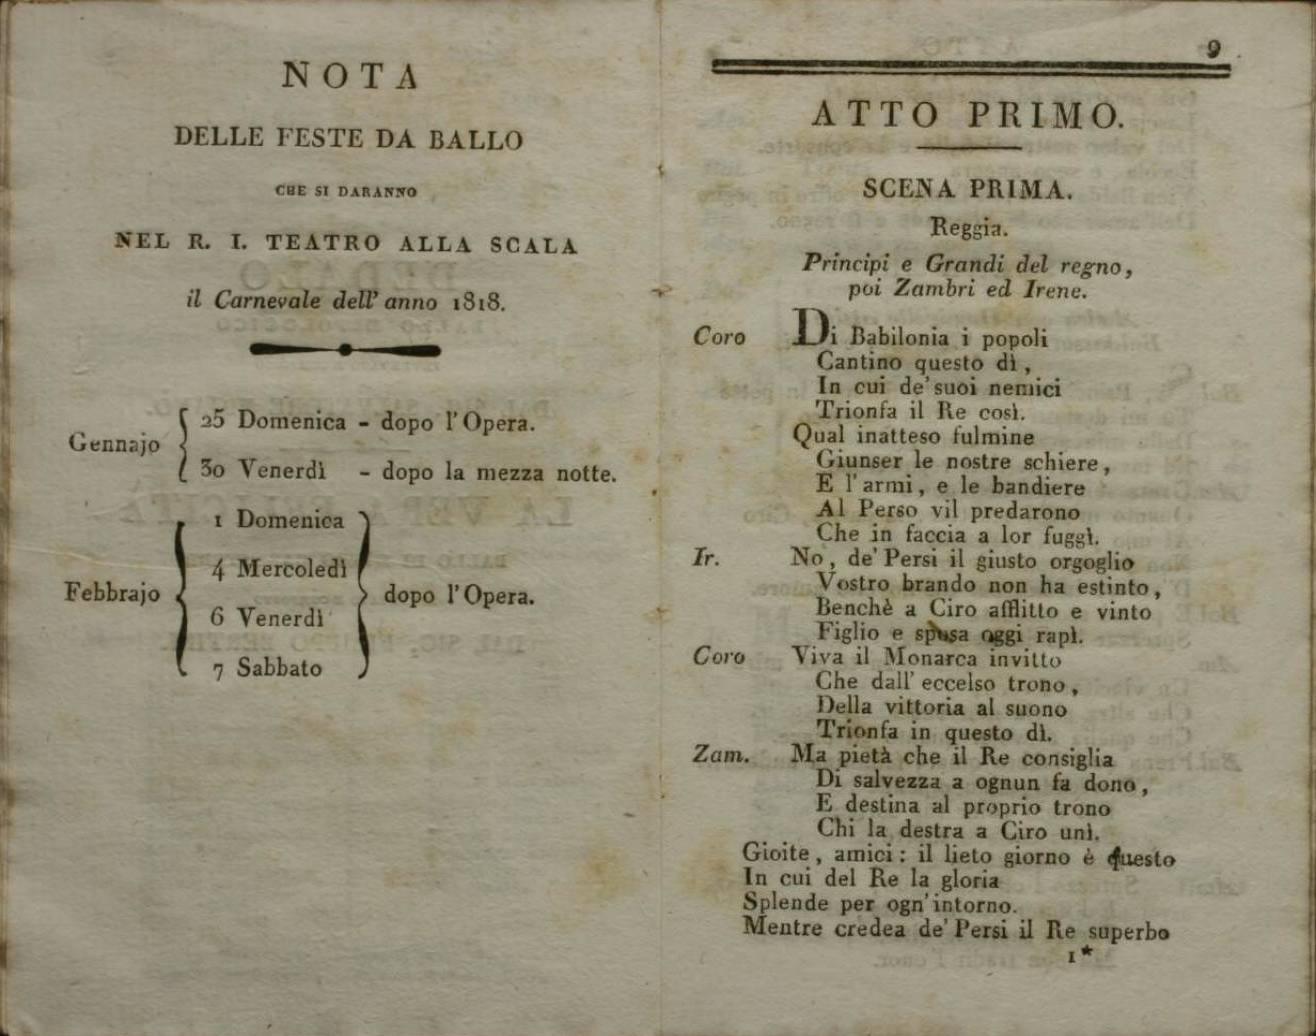 NOTA
DELLE FESTE DA BALLO
CHE SI DARANNO
NEL R. I. TEATRO ALLA SCALA
il Carnevale dell' anno 1818.
Gennajo
25 Domenica - dopo l'Opera.
30 Venerdì - dopo la mezza notte.
Febbrajo
1 Domenica
4 Mercoledì
6 Venerdì
7 Sabbato
dopo l'Opera.
9
ATTO PRIMO.
SCENA PRIMA.
Reggia.
Principi e Grandi del regno,
poi Zambri ed Irene.
Coro Di Babilonia i popoli
Cantino questo dì,
In cui de' suoi nemici
Trionfa il Re così.
Qual inatteso fulmine
Giunser le nostre schiere,
E l'armi, e le bandiere
Al Perso vil predarono
Che in faccia a lor fuggì.
Ir. No, de' Persi il giusto orgoglio
Vostro brando non ha estinto,
Benchè a Ciro afflitto e vinto
Figlio e sposa oggi rapì.
Coro Viva il Monarca invitto
Che dall' eccelso trono,
Della vittoria al suono
Trionfa in questo dì.
Zam. Ma pietà che il Re consiglia
Di salvezza a ognun fa dono,
E destina al proprio trono
Chi la destra a Ciro unì.
Gioite, amici: il lieto giorno è questo
In cui del Re la gloria
Splende per ogn'intorno.
Mentre credea de' Persi il Re superbo
1*